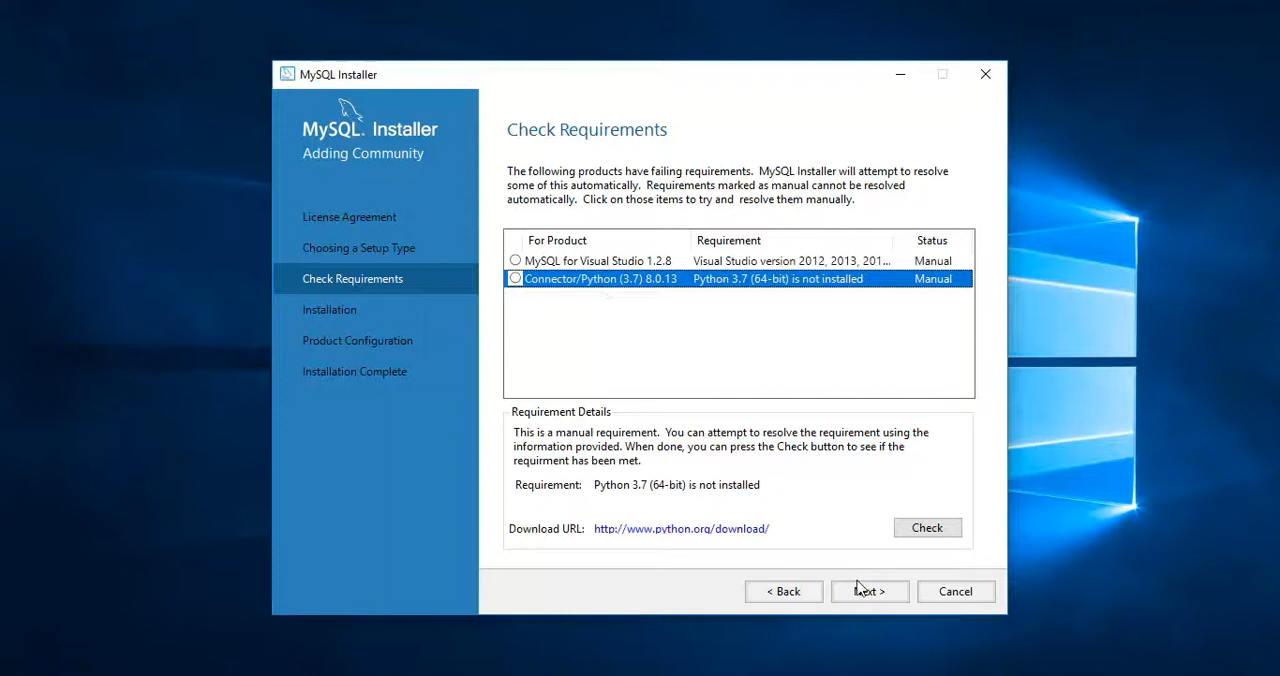 MySQL Installer
MySQL. Installer
Adding Community
License Agreement
Choosing a Setup Type
Check Requirements
Installation
Product Configuration
Installation Complete
Check Requirements
The following products have failing requirements. MySQL Installer will attempt to resolve
some of this automatically. Requirements marked as manual cannot be resolved
automatically. Click on those items to try and resolve them manually.
For Product Requirement Status
MySQL for Visual Studio 1.2.8 Visual Studio version 2012, 2013, 201... Manual
Connector/Python (3.7) 8.0.13 Python 3.7 (64-bit) is not installed Manual
Requirement Details
This is a manual requirement. You can attempt to resolve the requirement using the
information provided. When done, you can press the Check button to see if the
requirment has been met.
Requirement: Python 3.7 (64-bit) is not installed
Download URL: http://www.python.org/download/
Check
< Back Next > Cancel